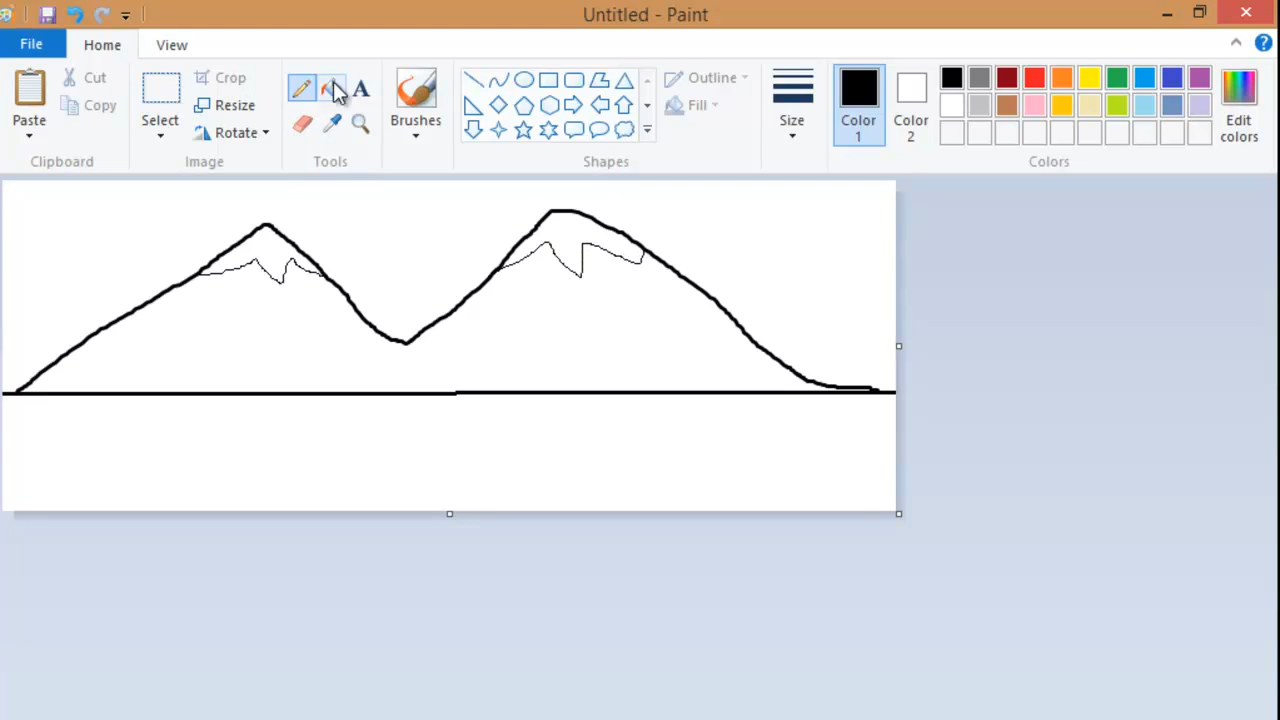 Untitled - Paint
File Home View
Paste
Cut
Copy
Clipboard
Select
Crop
Resize
Rotate
Image
A
Tools
Brushes
Outline
Fill
Shapes
Size
Color 1
Color 2
Edit colors
Colors